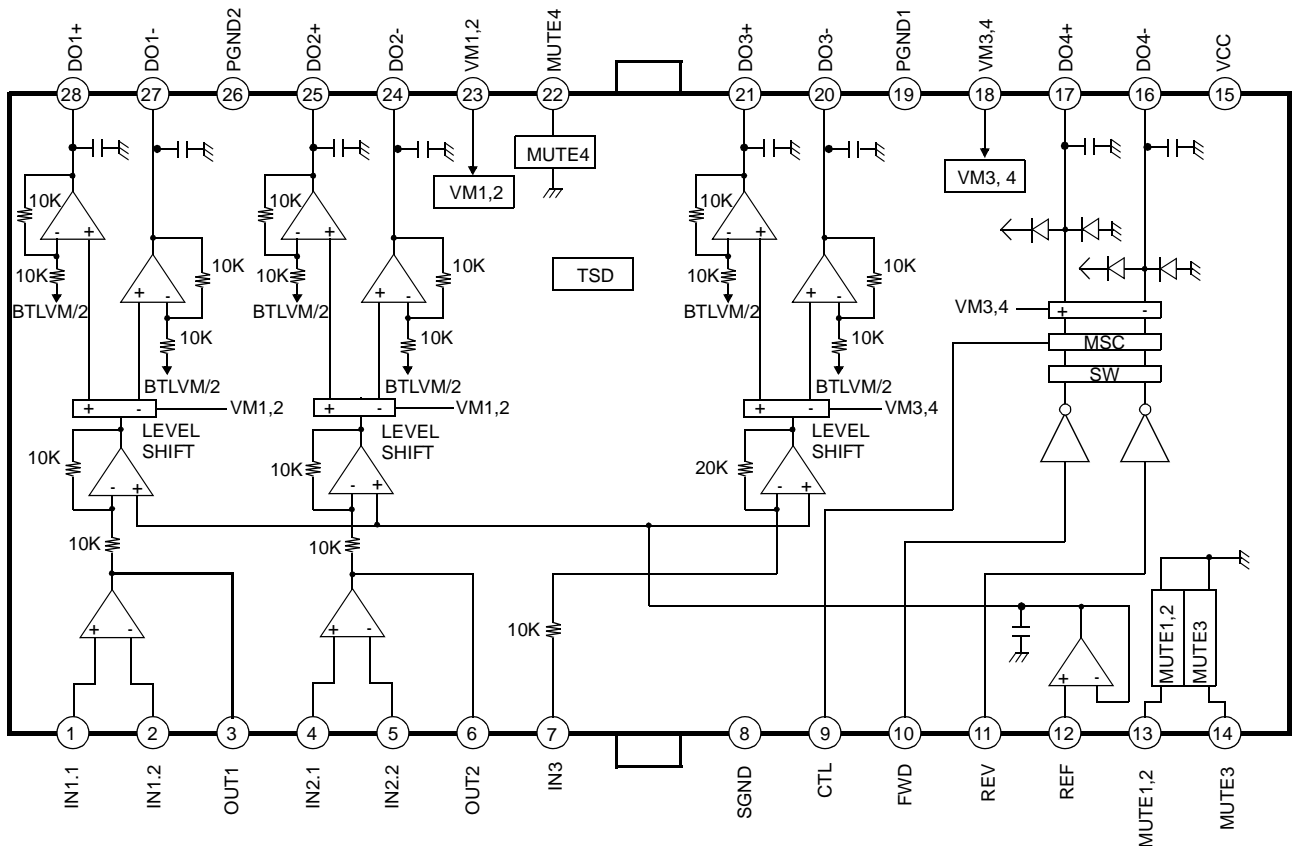 DO1+
DO1-
PGND2
DO2+
DO2-
VM1,2
MUTE4
DO3+
DO3-
PGND1
VM3,4
DO4+
DO4-
VCC
28
27
26
25
24
23
22
21
20
19
18
17
16
15
MUTE4
VM1,2
VM3, 4
10K
10K
10K
- +
- +
- +
10K
10K
10K
10K
10K
10K
TSD
+ -
+ -
+ -
BTLVM/2
BTLVM/2
BTLVM/2
VM3,4
+ -
10K
10K
10K
MSC
BTLVM/2
BTLVM/2
BTLVM/2
SW
+ -
VM1,2
+ -
VM1,2
+ -
VM3,4
LEVEL
SHIFT
LEVEL
SHIFT
LEVEL
SHIFT
10K
10K
20K
- +
- +
- +
10K
10K
+ -
+ -
10K
MUTE1,2
MUTE3
+ -
1
2
3
4
5
6
7
8
9
10
11
12
13
14
IN1.1
IN1.2
OUT1
IN2.1
IN2.2
OUT2
IN3
SGND
CTL
FWD
REV
REF
MUTE1,2
MUTE3